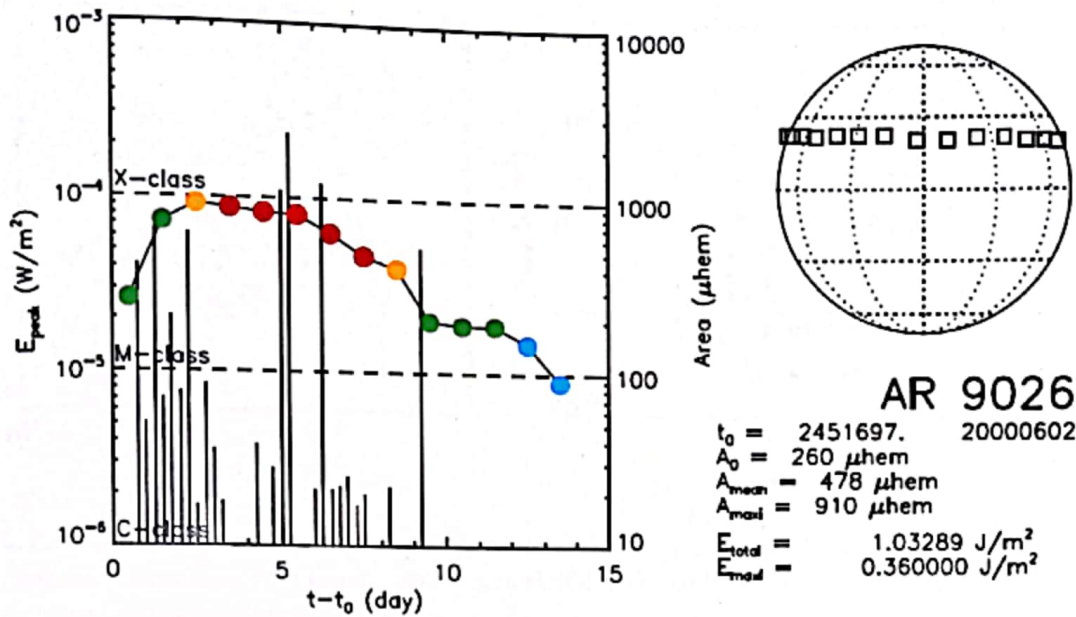 10⁻³
10⁻⁴
10⁻⁵
10⁻⁶
E_peak (W/m²)
X-class
M-class
C-class
0
5
10
15
t-t₀ (day)
10000
1000
100
10
Area (μhem)
AR 9026
t₀ = 2451697. 20000602
A₀ = 260 μhem
A_mean = 478 μhem
A_maxi = 910 μhem
E_total = 1.03289 J/m²
E_maxi = 0.360000 J/m²